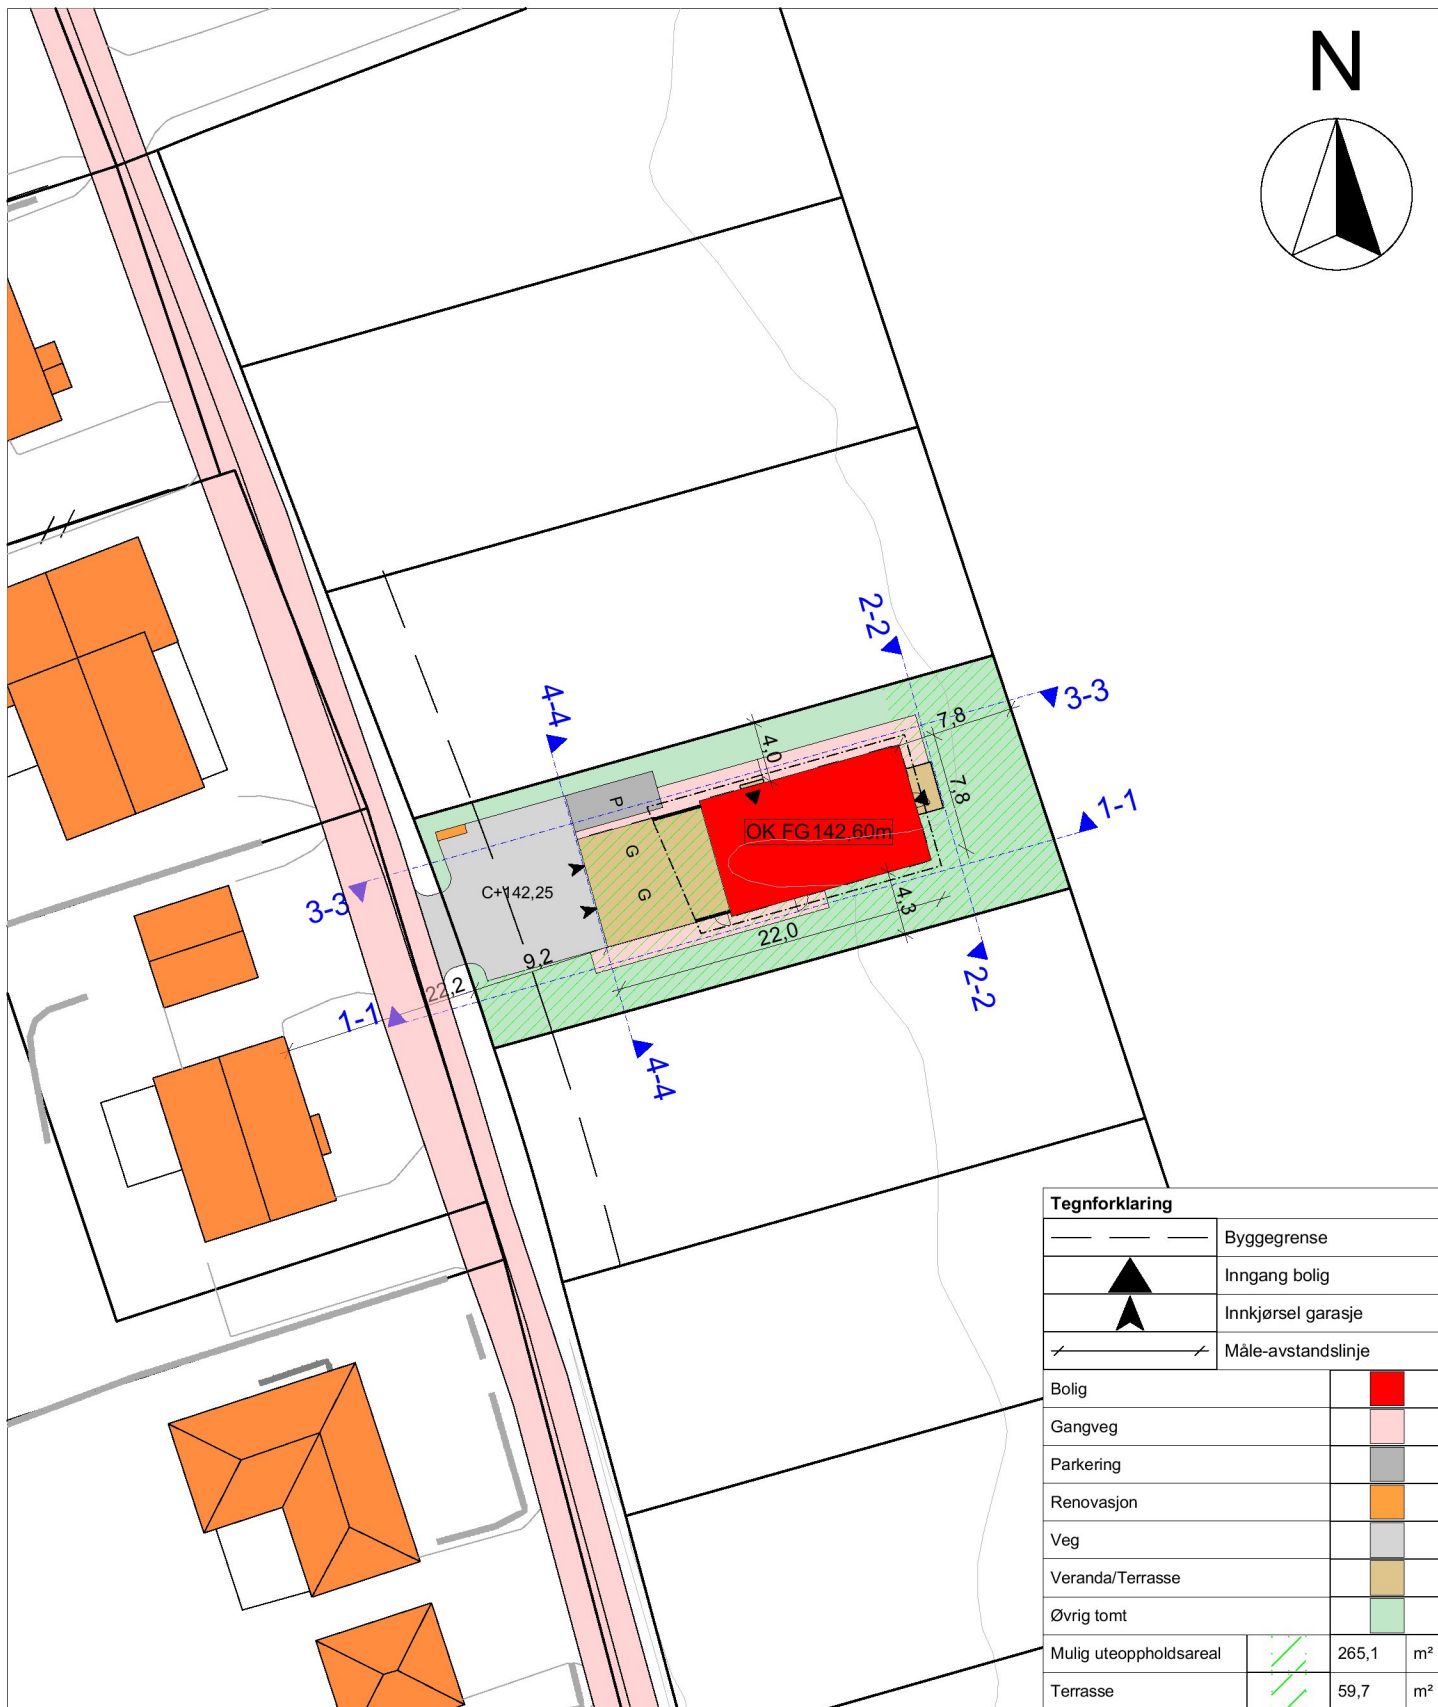 N
2-2
3-3
4-4
7,8
4,0
7,8
1-1
P
OK FG142,60m
G
G
C+142,25
3-3
4,3
22,0
9,2
22,2
2-2
1-1
4-4
Tegnforklaring
Byggegrense
Inngang bolig
Innkjørsel garasje
Måle-avstandslinje
Bolig
Gangveg
Parkering
Renovasjon
Veg
Veranda/Terrasse
Øvrig tomt
Mulig uteoppholdsareal 265,1 m²
Terrasse 59,7 m²